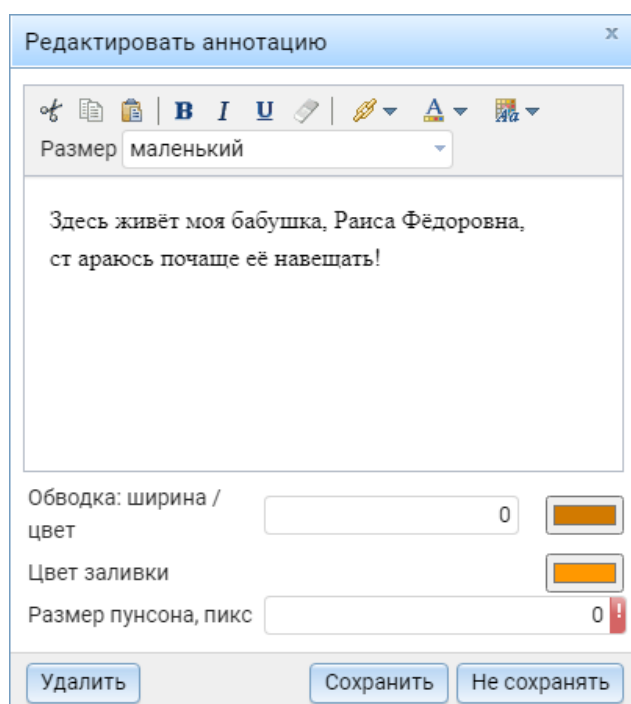 Редактировать аннотацию x
B I U A Aa
Размер маленький
Здесь живёт моя бабушка, Раиса Фёдоровна,
ст араюсь почаще её навещать!
Обводка: ширина /
цвет
0
Цвет заливки
Размер пунсона, пикс 0 !
Удалить Сохранить Не сохранять